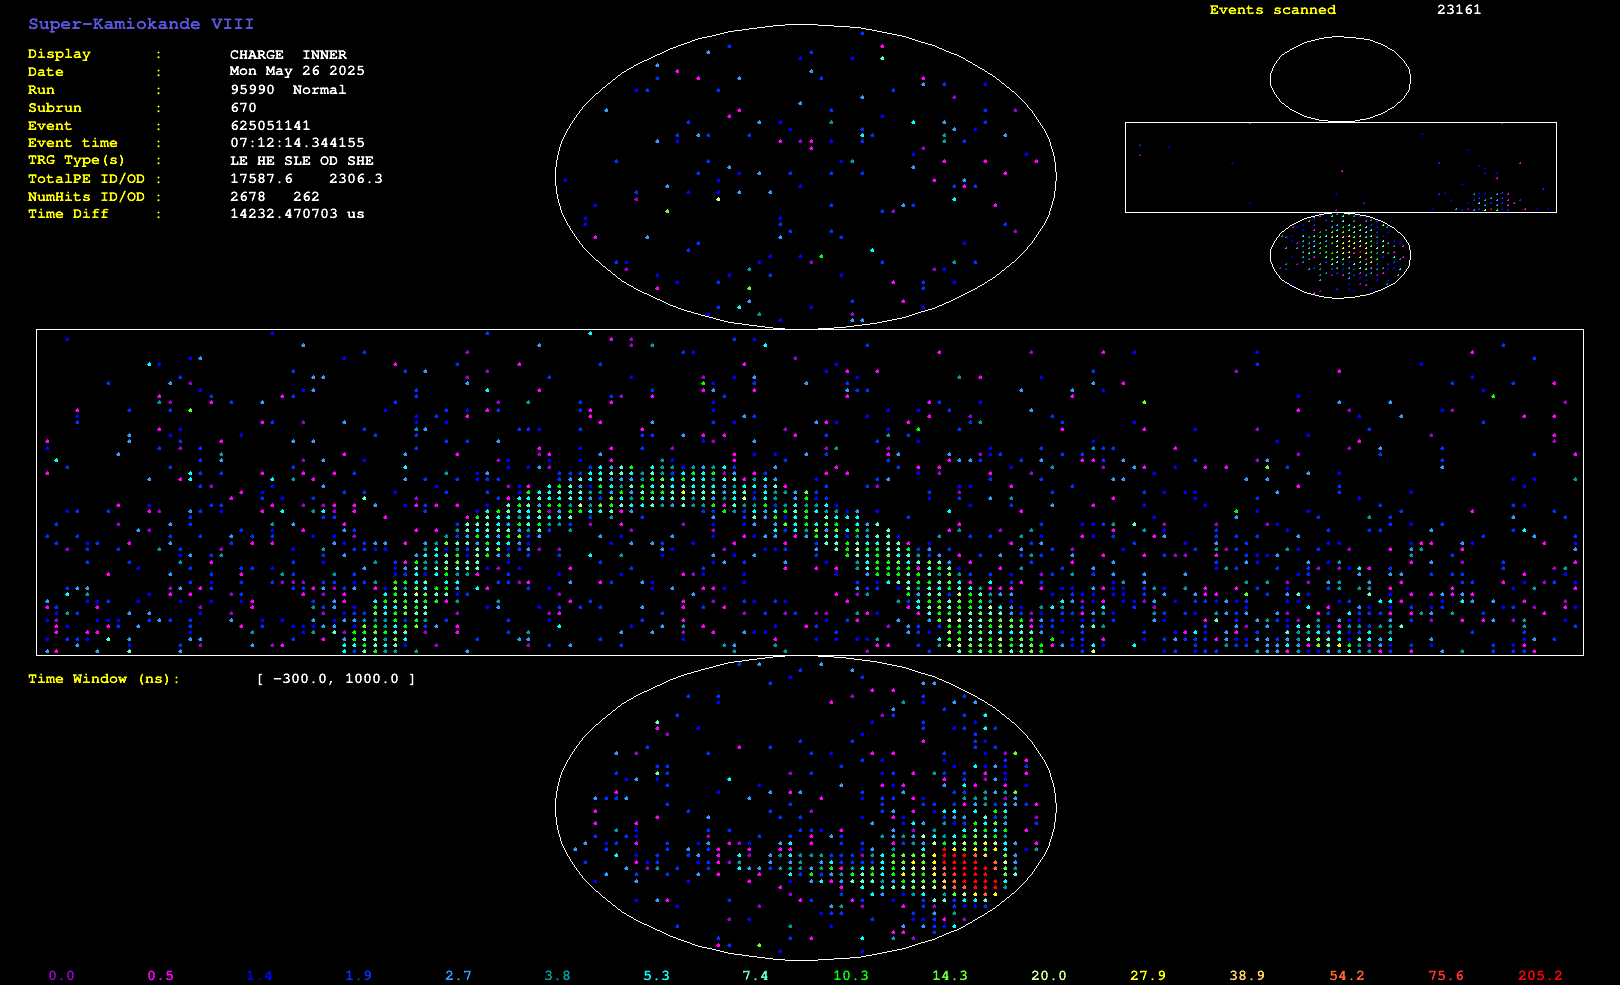 Super-Kamiokande VIII
Events scanned 23161
Display : CHARGE INNER
Date : Mon May 26 2025
Run : 95990 Normal
Subrun : 670
Event : 625051141
Event time : 07:12:14.344155
TRG Type(s) : LE HE SLE OD SHE
TotalPE ID/OD : 17587.6 2306.3
NumHits ID/OD : 2678 262
Time Diff : 14232.470703 us
Time Window (ns): [ -300.0, 1000.0 ]
0.0 0.5 1.4 1.9 2.7 3.8 5.3 7.4 10.3 14.3 20.0 27.9 38.9 54.2 75.6 205.2